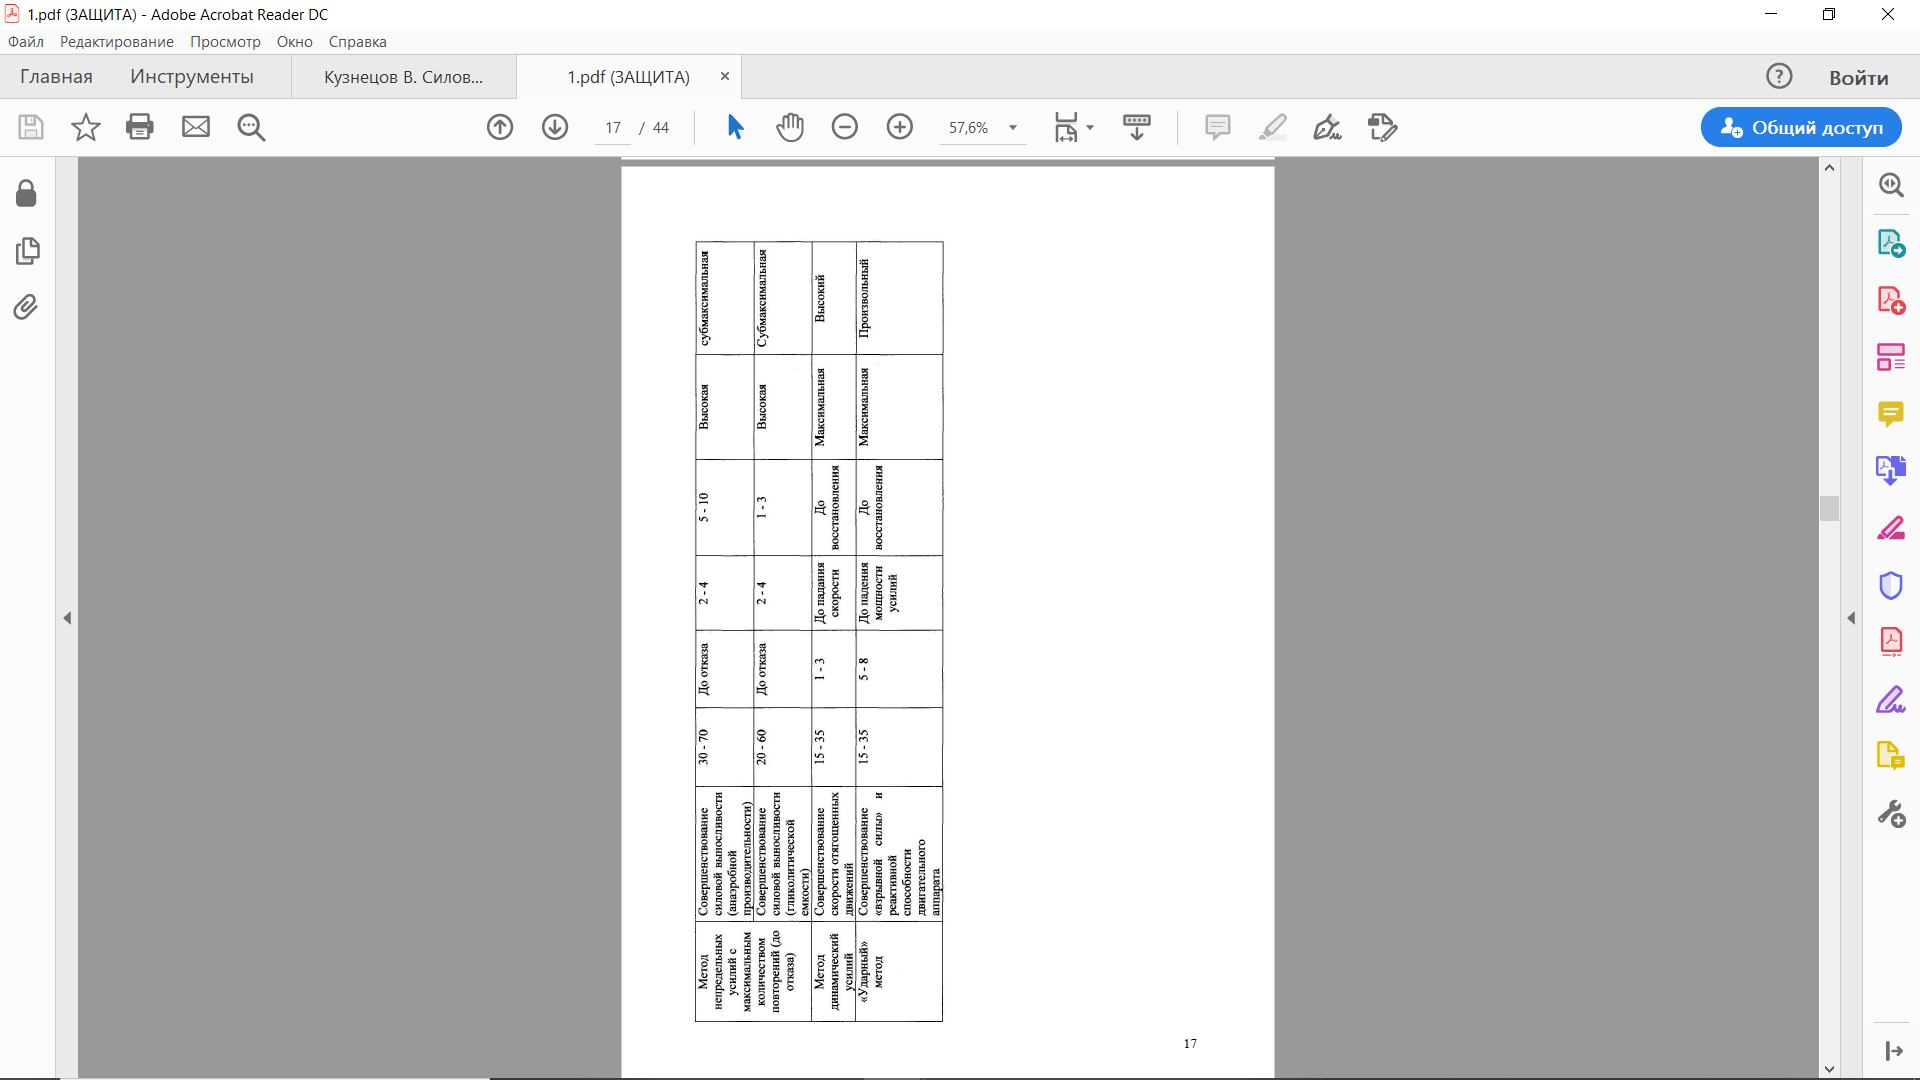 1.pdf (ЗАЩИТА) - Adobe Acrobat Reader DC
Файл Редактирование Просмотр Окно Справка
Главная Инструменты Кузнецов В. Силов... 1.pdf (ЗАЩИТА) × Войти
17 / 44 57,6% Общий доступ
Метод
непредельных
усилий с
максимальным
количеством
повторений (до
отказа)
Совершенствование
силовой выносливости
(анаэробной
производительности)
30 - 70
До отказа
2 - 4
5 - 10
Высокая
субмаксимальная
Совершенствование
силовой выносливости
(гликолитической
емкости)
20 - 60
До отказа
2 - 4
1 - 3
Высокая
Субмаксимальная
Метод
динамический
усилий
Совершенствование
скорости отягощенных
движений
15 - 35
1 - 3
До падания
скорости
До
восстановления
Максимальная
Высокий
«Ударный»
метод
Совершенствование
«взрывной силы» и
реактивной
способности
двигательного
аппарата
15 - 35
5 - 8
До падения
мощности
усилий
До
восстановления
Максимальная
Произвольный
17